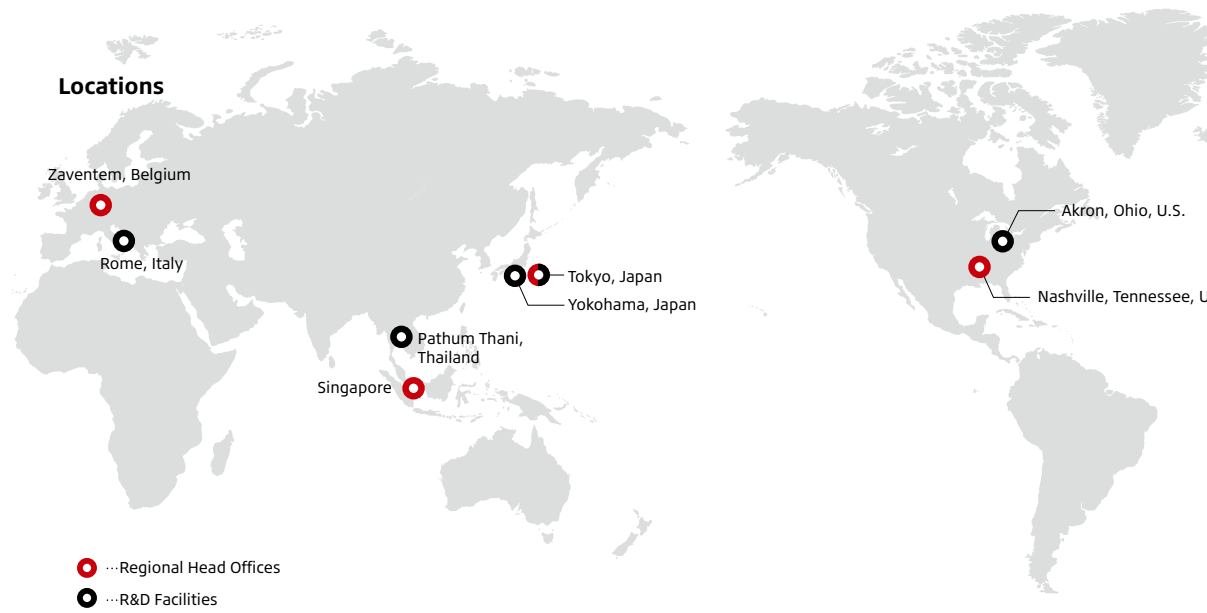 Locations
Zaventem, Belgium
Rome, Italy
Tokyo, Japan
Yokohama, Japan
Pathum Thani,
Thailand
Singapore
Akron, Ohio, U.S.
Nashville, Tennessee, U
…Regional Head Offices
…R&D Facilities